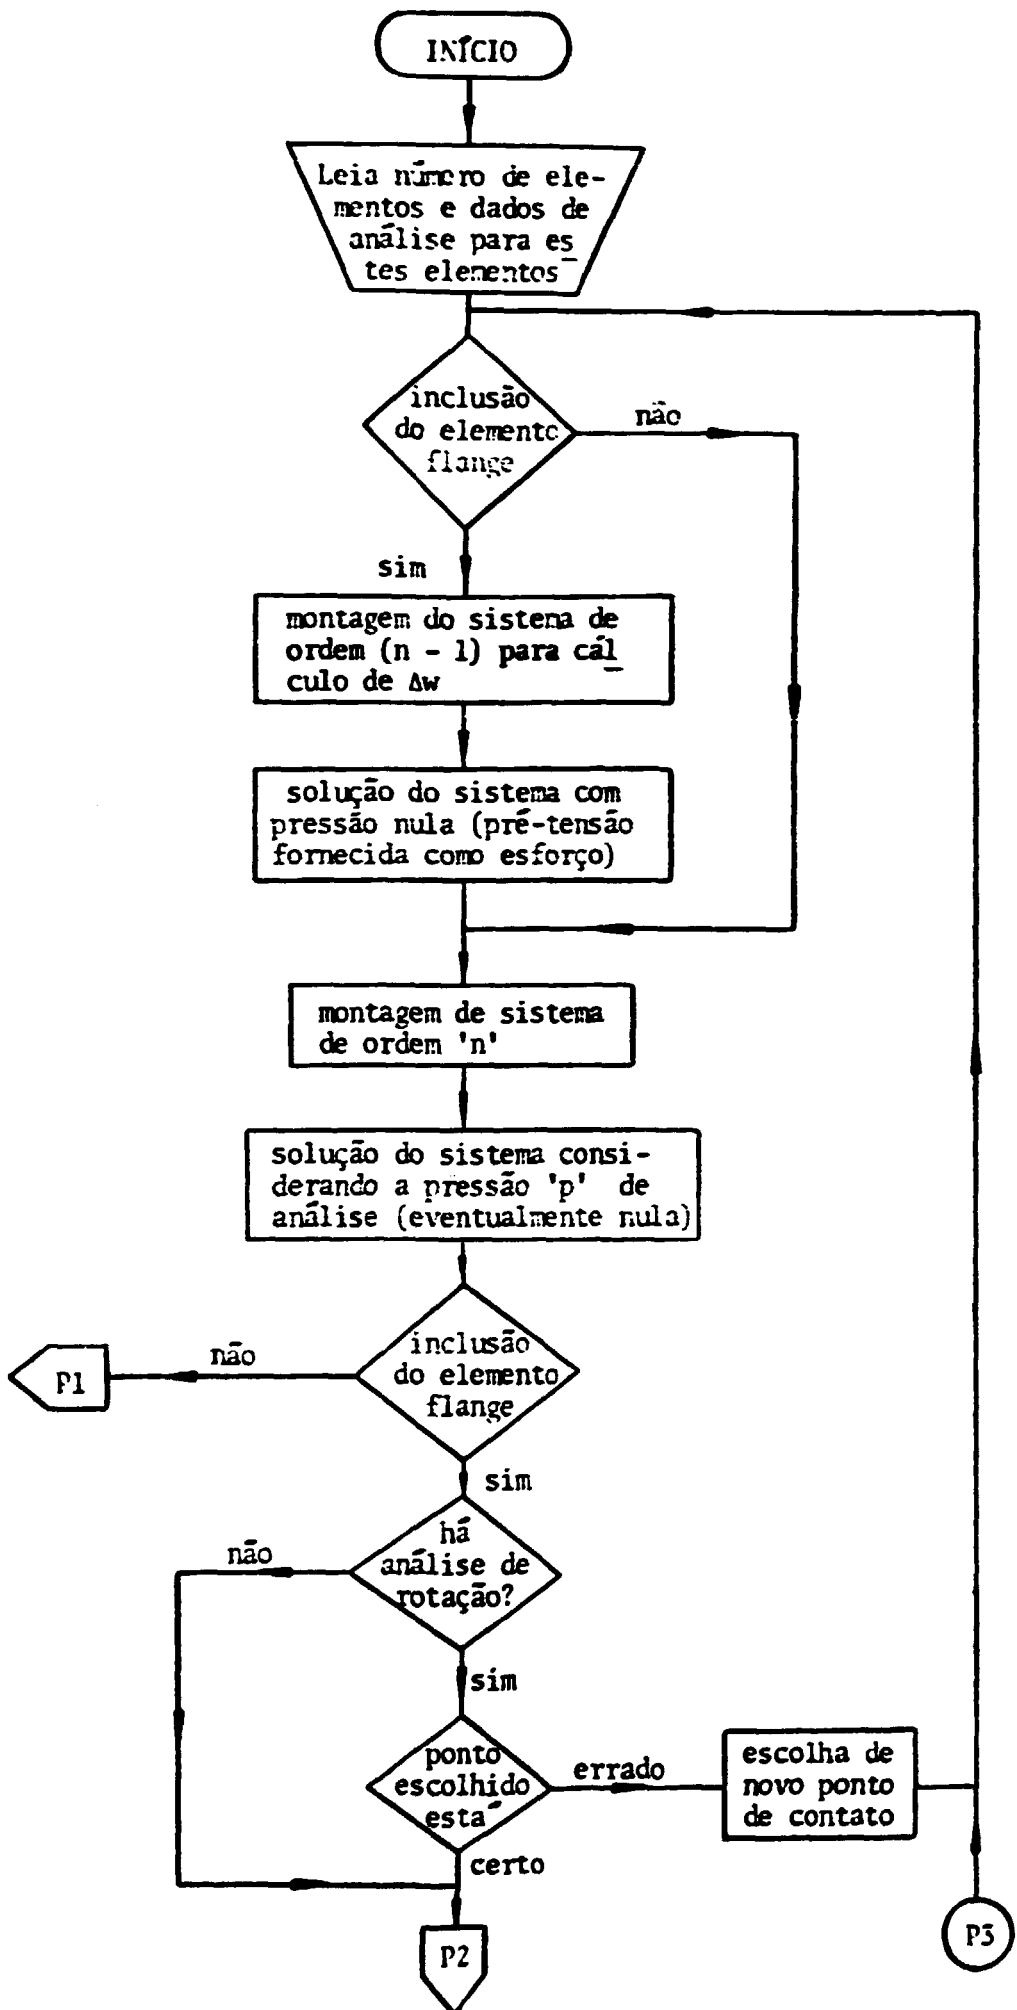 INÍCIO
Leia número de ele-
mentos e dados de
análise para es
tes elementos
inclusão
do elemento
flange
não
sim
montagem do sistema de
ordem (n - 1) para cál
culo de Δw
solução do sistema com
pressão nula (pré-tensão
fornecida como esforço)
montagem de sistema
de ordem 'n'
solução do sistema consi-
derando a pressão 'p' de
análise (eventualmente nula)
inclusão
do elemento
flange
não
P1
sim
há
análise de
rotação?
não
sim
ponto
escolhido
está
errado
escolha de
novo ponto
de contato
certo
P2
P3